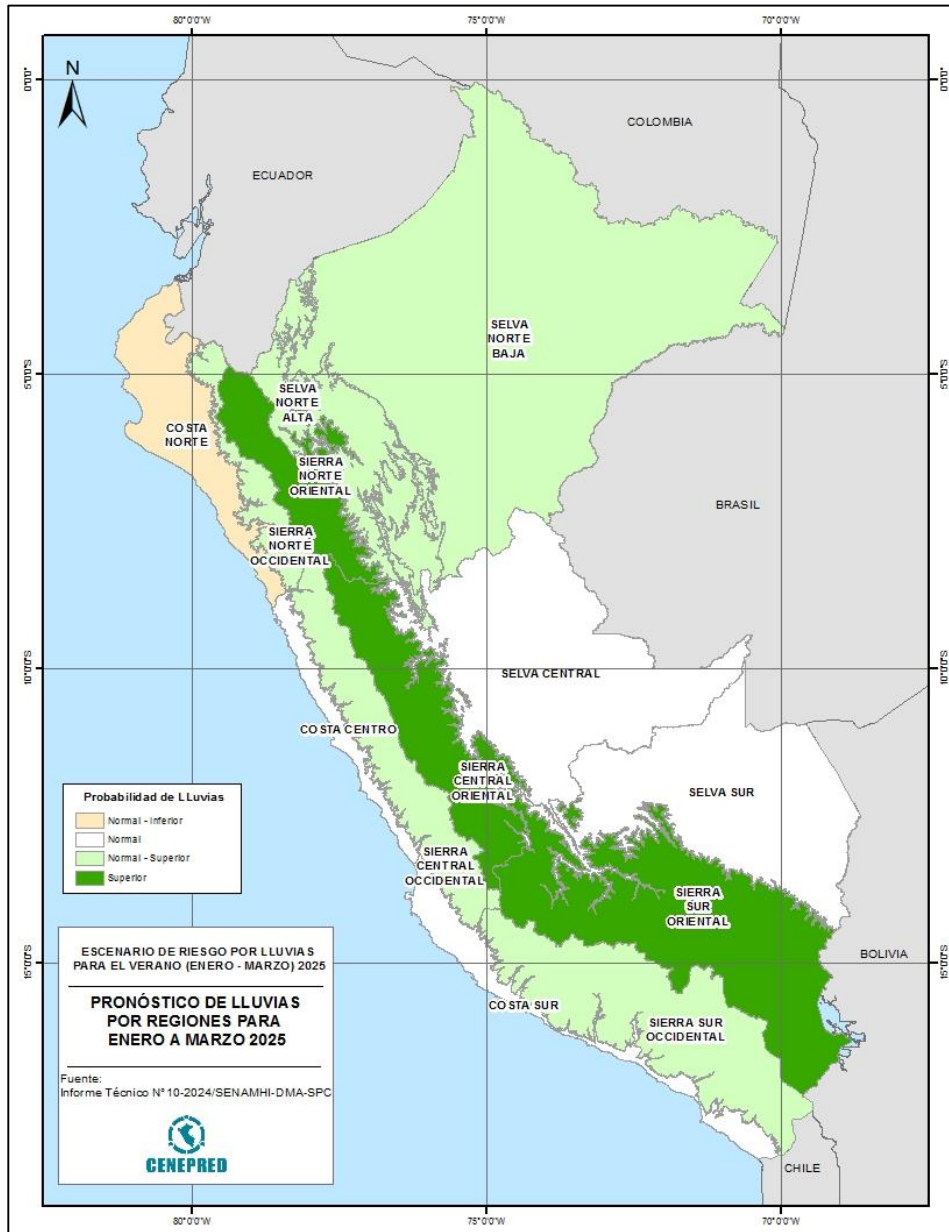 80°0'0"W
75°0'0"W
70°0'0"W
N
0°0'0"
0°0'0"
COLOMBIA
ECUADOR
SELVA
NORTE
BAJA
5°0'0"S
5°0'0"S
SELVA
NORTE
ALTA
COSTA
NORTE
SIERRA
NORTE
ORIENTAL
BRASIL
SIERRA
NORTE
OCCIDENTAL
10°0'0"S
10°0'0"S
SELVA CENTRAL
COSTA CENTRO
SIERRA
CENTRAL
ORIENTAL
SELVA SUR
Probabilidad de LLuvias
Normal - Inferior
Normal
Normal - Superior
Superior
SIERRA
CENTRAL
OCCIDENTAL
SIERRA
SUR
ORIENTAL
BOLIVIA
15°0'0"S
15°0'0"S
COSTA SUR
SIERRA SUR
OCCIDENTAL
ESCENARIO DE RIESGO POR LLUVIAS
PARA EL VERANO (ENERO - MARZO) 2025
PRONÓSTICO DE LLUVIAS
POR REGIONES PARA
ENERO A MARZO 2025
Fuente:
Informe Técnico N° 10-2024/SENAMHI-DMA-SPC
CENEPRED
CHILE
80°0'0"W
75°0'0"W
70°0'0"W